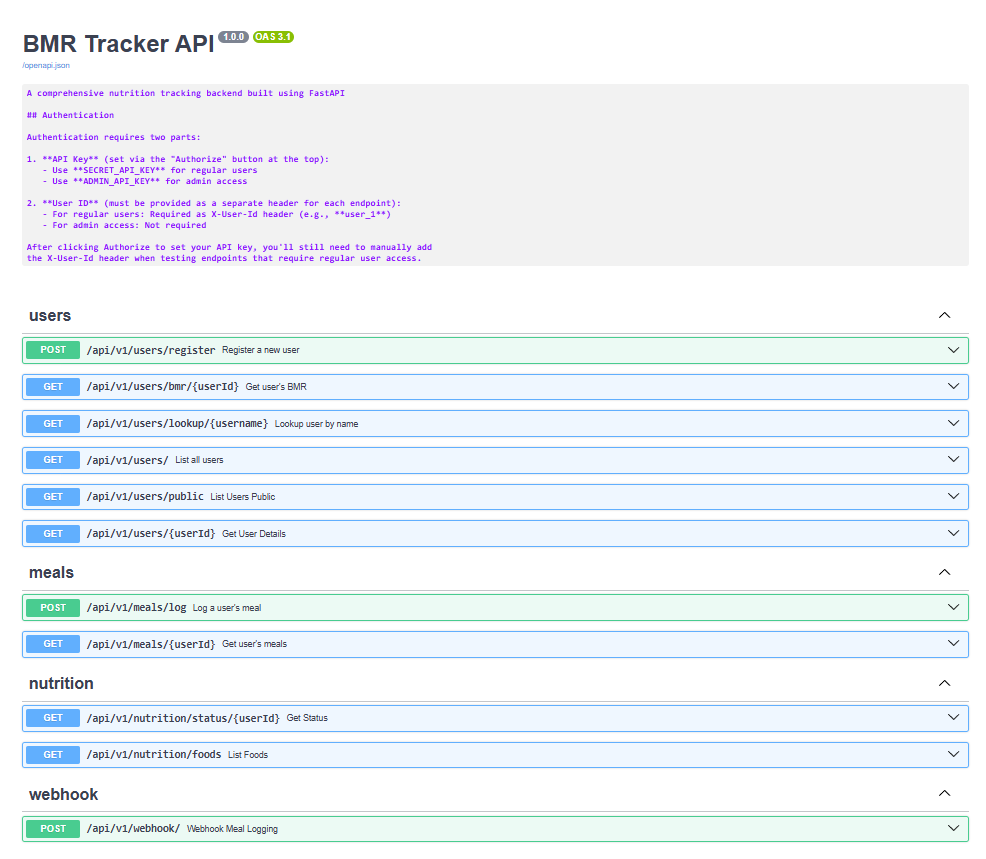 BMR Tracker API 1.0.0 OAS 3.1
/openapi.json
A comprehensive nutrition tracking backend built using FastAPI
## Authentication
Authentication requires two parts:
1. **API Key** (set via the "Authorize" button at the top):
- Use **SECRET_API_KEY** for regular users
- Use **ADMIN_API_KEY** for admin access
2. **User ID** (must be provided as a separate header for each endpoint):
- For regular users: Required as X-User-Id header (e.g., **user_1**)
- For admin access: Not required
After clicking Authorize to set your API key, you'll still need to manually add
the X-User-Id header when testing endpoints that require regular user access.
users
POST /api/v1/users/register Register a new user
GET /api/v1/users/bmr/{userId} Get user's BMR
GET /api/v1/users/lookup/{username} Lookup user by name
GET /api/v1/users/ List all users
GET /api/v1/users/public List Users Public
GET /api/v1/users/{userId} Get User Details
meals
POST /api/v1/meals/log Log a user's meal
GET /api/v1/meals/{userId} Get user's meals
nutrition
GET /api/v1/nutrition/status/{userId} Get Status
GET /api/v1/nutrition/foods List Foods
webhook
POST /api/v1/webhook/ Webhook Meal Logging